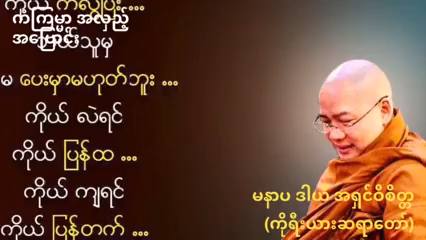 ကံကြမ္မာ အလှည့်
အပြောင်း
မ ပေးမှာမဟုတ်ဘူး ...
ကိုယ် လဲရင်
ကိုယ် ပြန်ထ ...
ကိုယ် ကျရင်
ကိုယ် ပြန်တက် ...
မနာပ ဒါယီ အရှင်ဝိစိတ္တ
(ကိုရီးယားဆရာတော်)